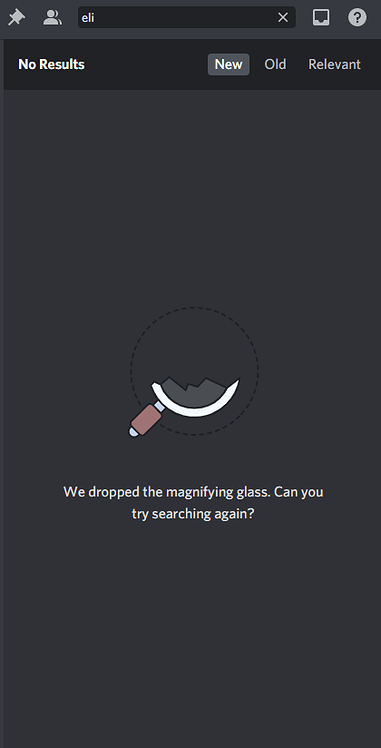 eli
No Results
New
Old
Relevant
We dropped the magnifying glass. Can you
try searching again?